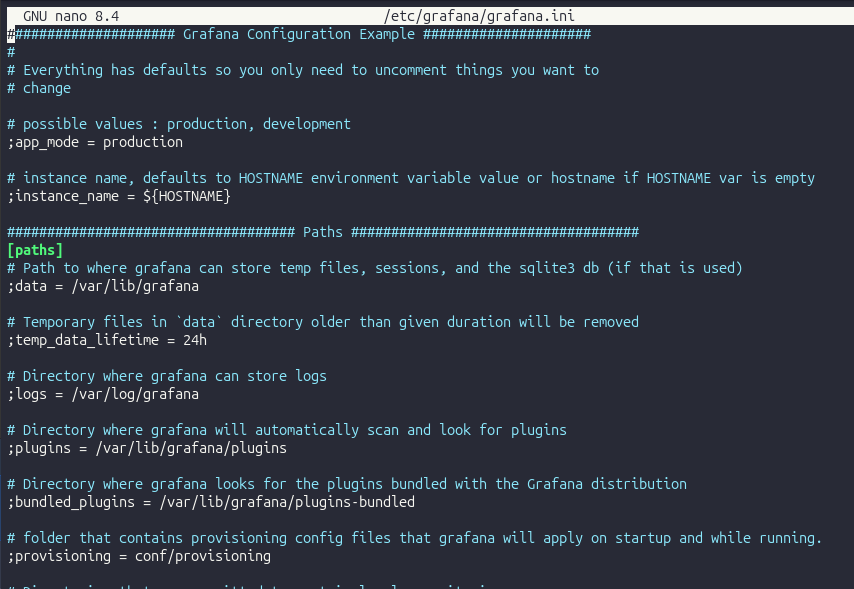 GNU nano 8.4 /etc/grafana/grafana.ini
##################### Grafana Configuration Example #####################
#
# Everything has defaults so you only need to uncomment things you want to
# change
# possible values : production, development
;app_mode = production
# instance name, defaults to HOSTNAME environment variable value or hostname if HOSTNAME var is empty
;instance_name = ${HOSTNAME}
#################################### Paths ####################################
[paths]
# Path to where grafana can store temp files, sessions, and the sqlite3 db (if that is used)
;data = /var/lib/grafana
# Temporary files in `data` directory older than given duration will be removed
;temp_data_lifetime = 24h
# Directory where grafana can store logs
;logs = /var/log/grafana
# Directory where grafana will automatically scan and look for plugins
;plugins = /var/lib/grafana/plugins
# Directory where grafana looks for the plugins bundled with the Grafana distribution
;bundled_plugins = /var/lib/grafana/plugins-bundled
# folder that contains provisioning config files that grafana will apply on startup and while running.
;provisioning = conf/provisioning